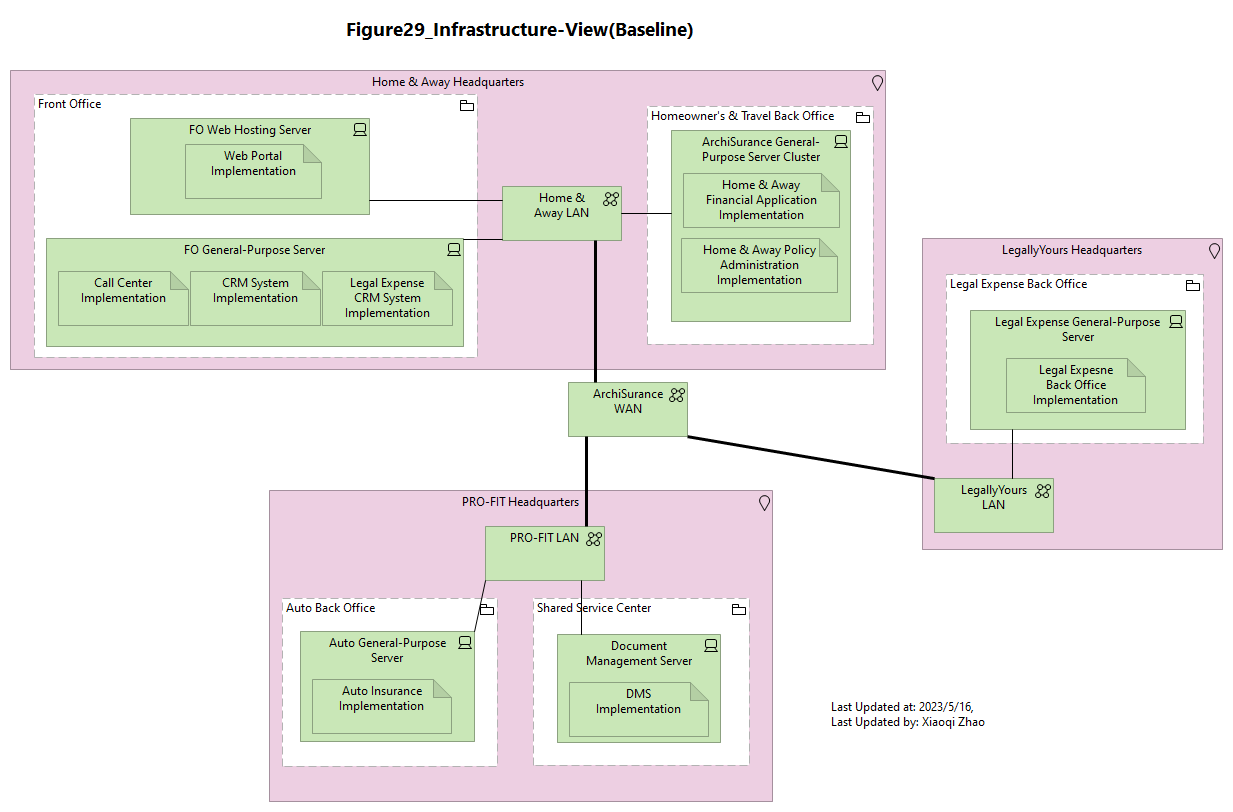 Figure29_Infrastructure-View(Baseline)
Home & Away Headquarters
Front Office
FO Web Hosting Server
Web Portal
Implementation
FO General-Purpose Server
Call Center
Implementation
CRM System
Implementation
Legal Expense
CRM System
Implementation
Home &
Away LAN
Homeowner's & Travel Back Office
ArchiSurance General-
Purpose Server Cluster
Home & Away
Financial Application
Implementation
Home & Away Policy
Administration
Implementation
LegallyYours Headquarters
Legal Expense Back Office
Legal Expense General-Purpose
Server
Legal Expesne
Back Office
Implementation
LegallyYours
LAN
ArchiSurance
WAN
PRO-FIT Headquarters
PRO-FIT LAN
Auto Back Office
Auto General-Purpose
Server
Auto Insurance
Implementation
Shared Service Center
Document
Management Server
DMS
Implementation
Last Updated at: 2023/5/16,
Last Updated by: Xiaoqi Zhao